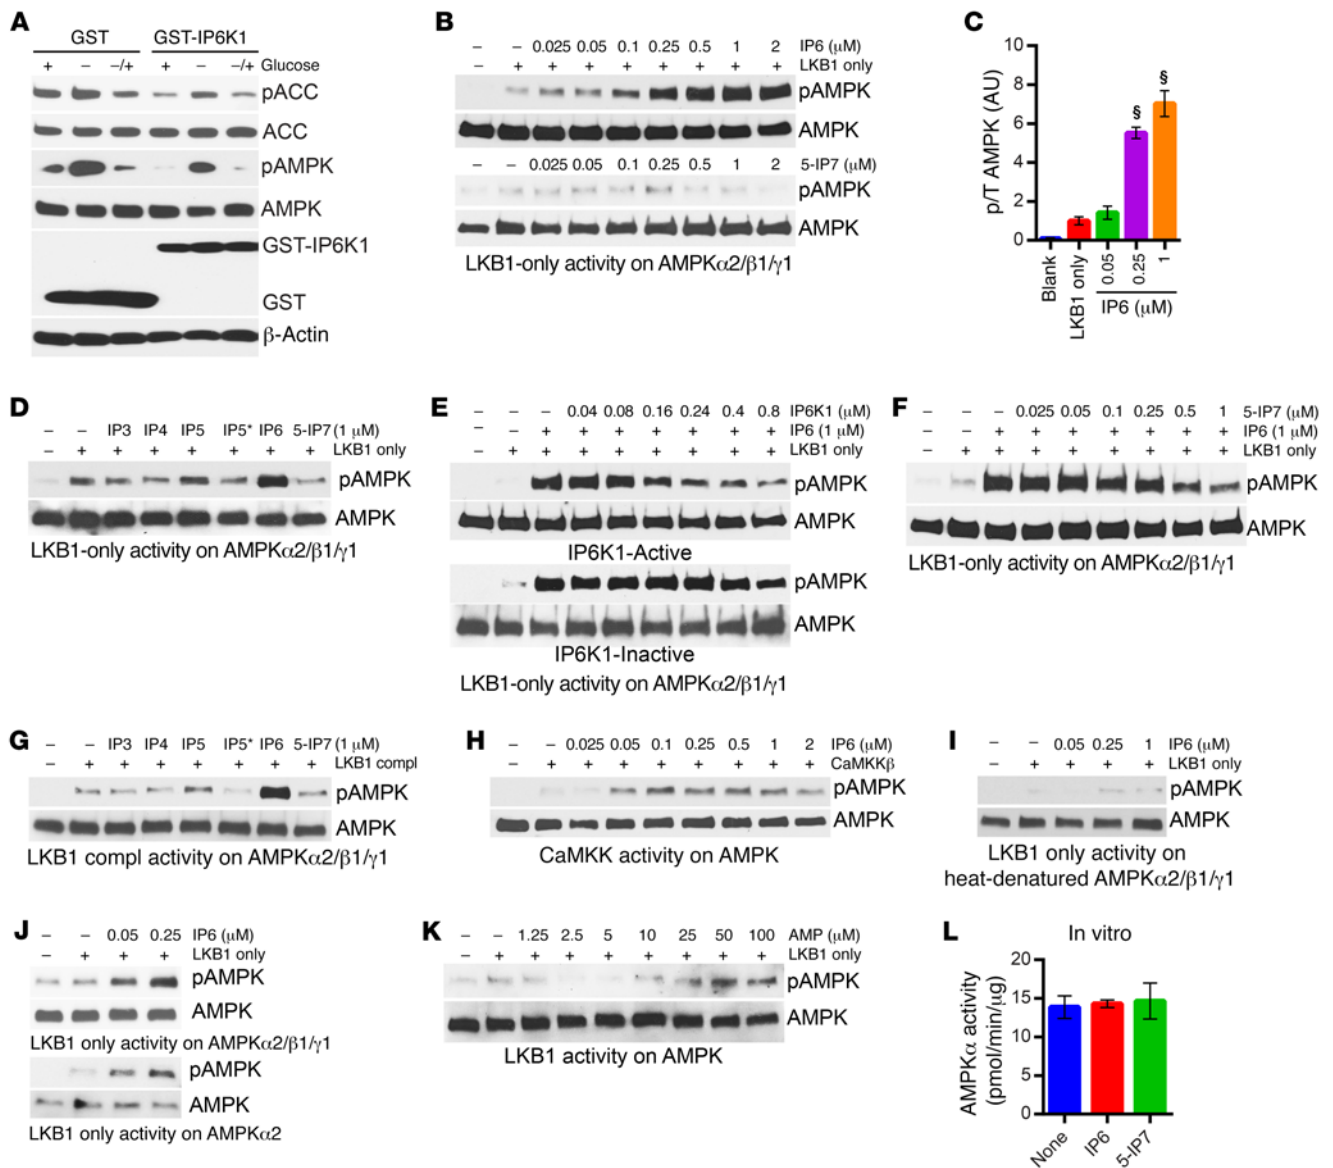 A
GST GST-IP6K1
+ – –/+ + – –/+ Glucose
pACC
ACC
pAMPK
AMPK
GST-IP6K1
GST
β-Actin
B
– – 0.025 0.05 0.1 0.25 0.5 1 2 IP6 (μM)
– + + + + + + + + LKB1 only
pAMPK
AMPK
– – 0.025 0.05 0.1 0.25 0.5 1 2 5-IP7 (μM)
pAMPK
AMPK
LKB1-only activity on AMPKα2/β1/γ1
C
p/T AMPK (AU)
10
8
6
4
2
0
§
§
Blank
LKB1 only
0.05
0.25
1
IP6 (μM)
D
– – IP3 IP4 IP5 IP5* IP6 5-IP7 (1 μM)
– + + + + + + + LKB1 only
pAMPK
AMPK
LKB1-only activity on AMPKα2/β1/γ1
E
– – 0.04 0.08 0.16 0.24 0.4 0.8 IP6K1 (μM)
– – + + + + + + + IP6 (1 μM)
– + + + + + + + + LKB1 only
pAMPK
AMPK
IP6K1-Active
pAMPK
AMPK
IP6K1-Inactive
LKB1-only activity on AMPKα2/β1/γ1
F
– – – 0.025 0.05 0.1 0.25 0.5 1 5-IP7 (μM)
– – + + + + + + + IP6 (1 μM)
– + + + + + + + + LKB1 only
pAMPK
AMPK
LKB1-only activity on AMPKα2/β1/γ1
G
– – IP3 IP4 IP5 IP5* IP6 5-IP7 (1 μM)
– + + + + + + + LKB1 compl
pAMPK
AMPK
LKB1 compl activity on AMPKα2/β1/γ1
H
– – 0.025 0.05 0.1 0.25 0.5 1 2 IP6 (μM)
– + + + + + + + + CaMKKβ
pAMPK
AMPK
CaMKK activity on AMPK
I
– – 0.05 0.25 1 IP6 (μM)
– + + + + LKB1 only
pAMPK
AMPK
LKB1 only activity on
heat-denatured AMPKα2/β1/γ1
J
– – 0.05 0.25 IP6 (μM)
– + + + LKB1 only
pAMPK
AMPK
LKB1 only activity on AMPKα2/β1/γ1
pAMPK
AMPK
LKB1 only activity on AMPKα2
K
– – 1.25 2.5 5 10 25 50 100 AMP (μM)
– + + + + + + + + LKB1 only
pAMPK
AMPK
LKB1 activity on AMPK
L
In vitro
AMPKα activity
(pmol/min/μg)
20
15
10
5
0
None
IP6
5-IP7